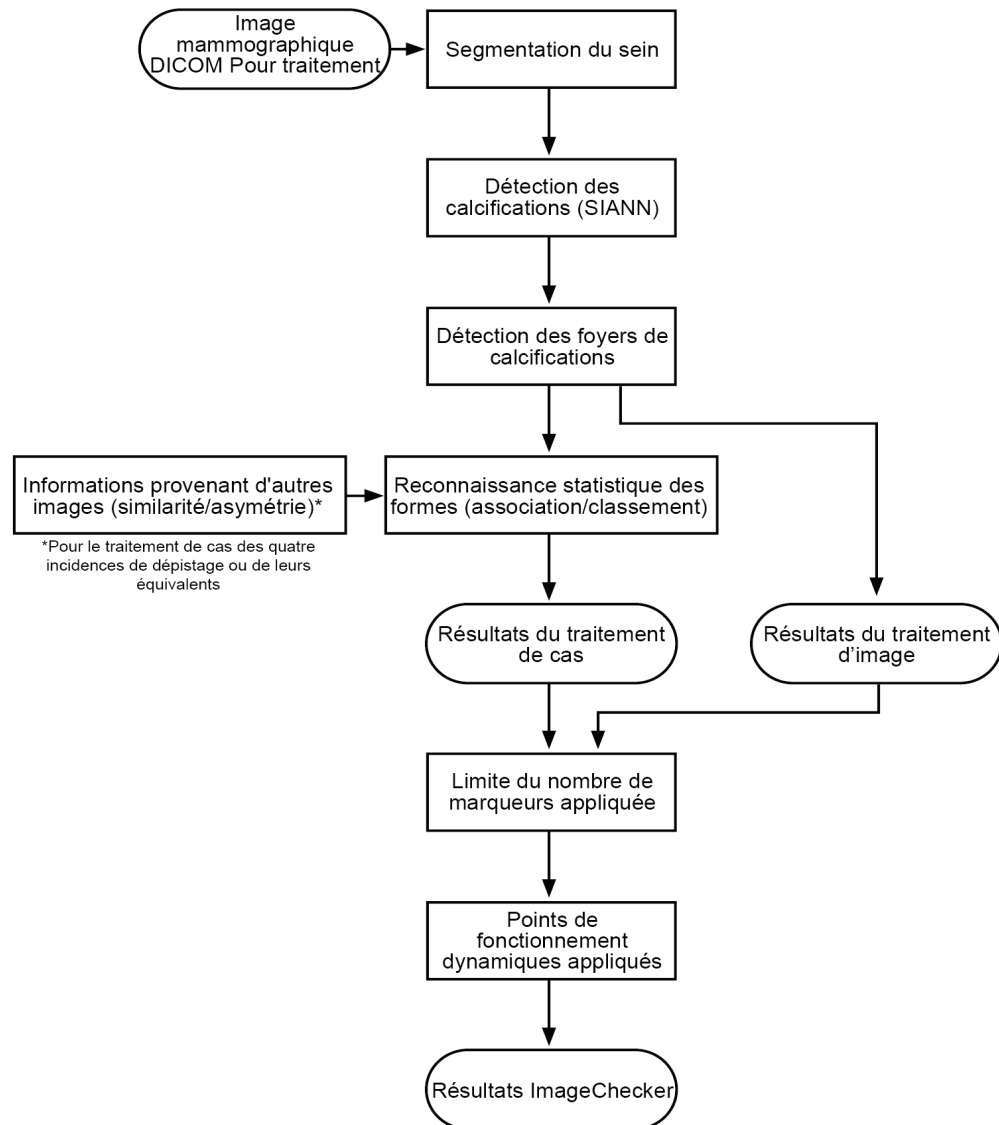 Image
mammographique
DICOM Pour traitement
Segmentation du sein
Détection des
calcifications (SIANN)
Détection des foyers de
calcifications
Informations provenant d'autres
images (similarité/asymétrie)*
*Pour le traitement de cas des quatre
incidences de dépistage ou de leurs
équivalents
Reconnaissance statistique des
formes (association/classement)
Résultats du traitement
de cas
Résultats du traitement
d’image
Limite du nombre de
marqueurs appliquée
Points de
fonctionnement
dynamiques appliqués
Résultats ImageChecker